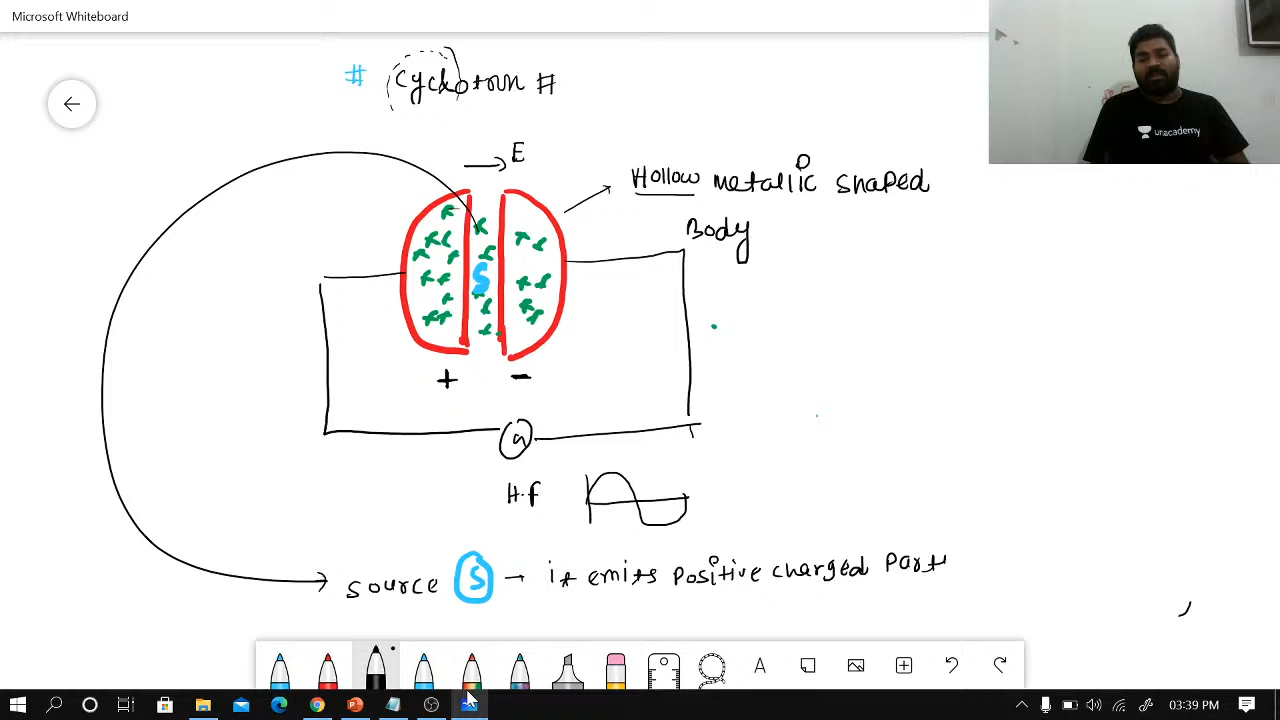 Microsoft Whiteboard
# Cyclotron #
E
Hollow metallic D shaped
Body
unacademy
S
+ -
H.f
source S → it emits positive charged Part
A
03:39 PM